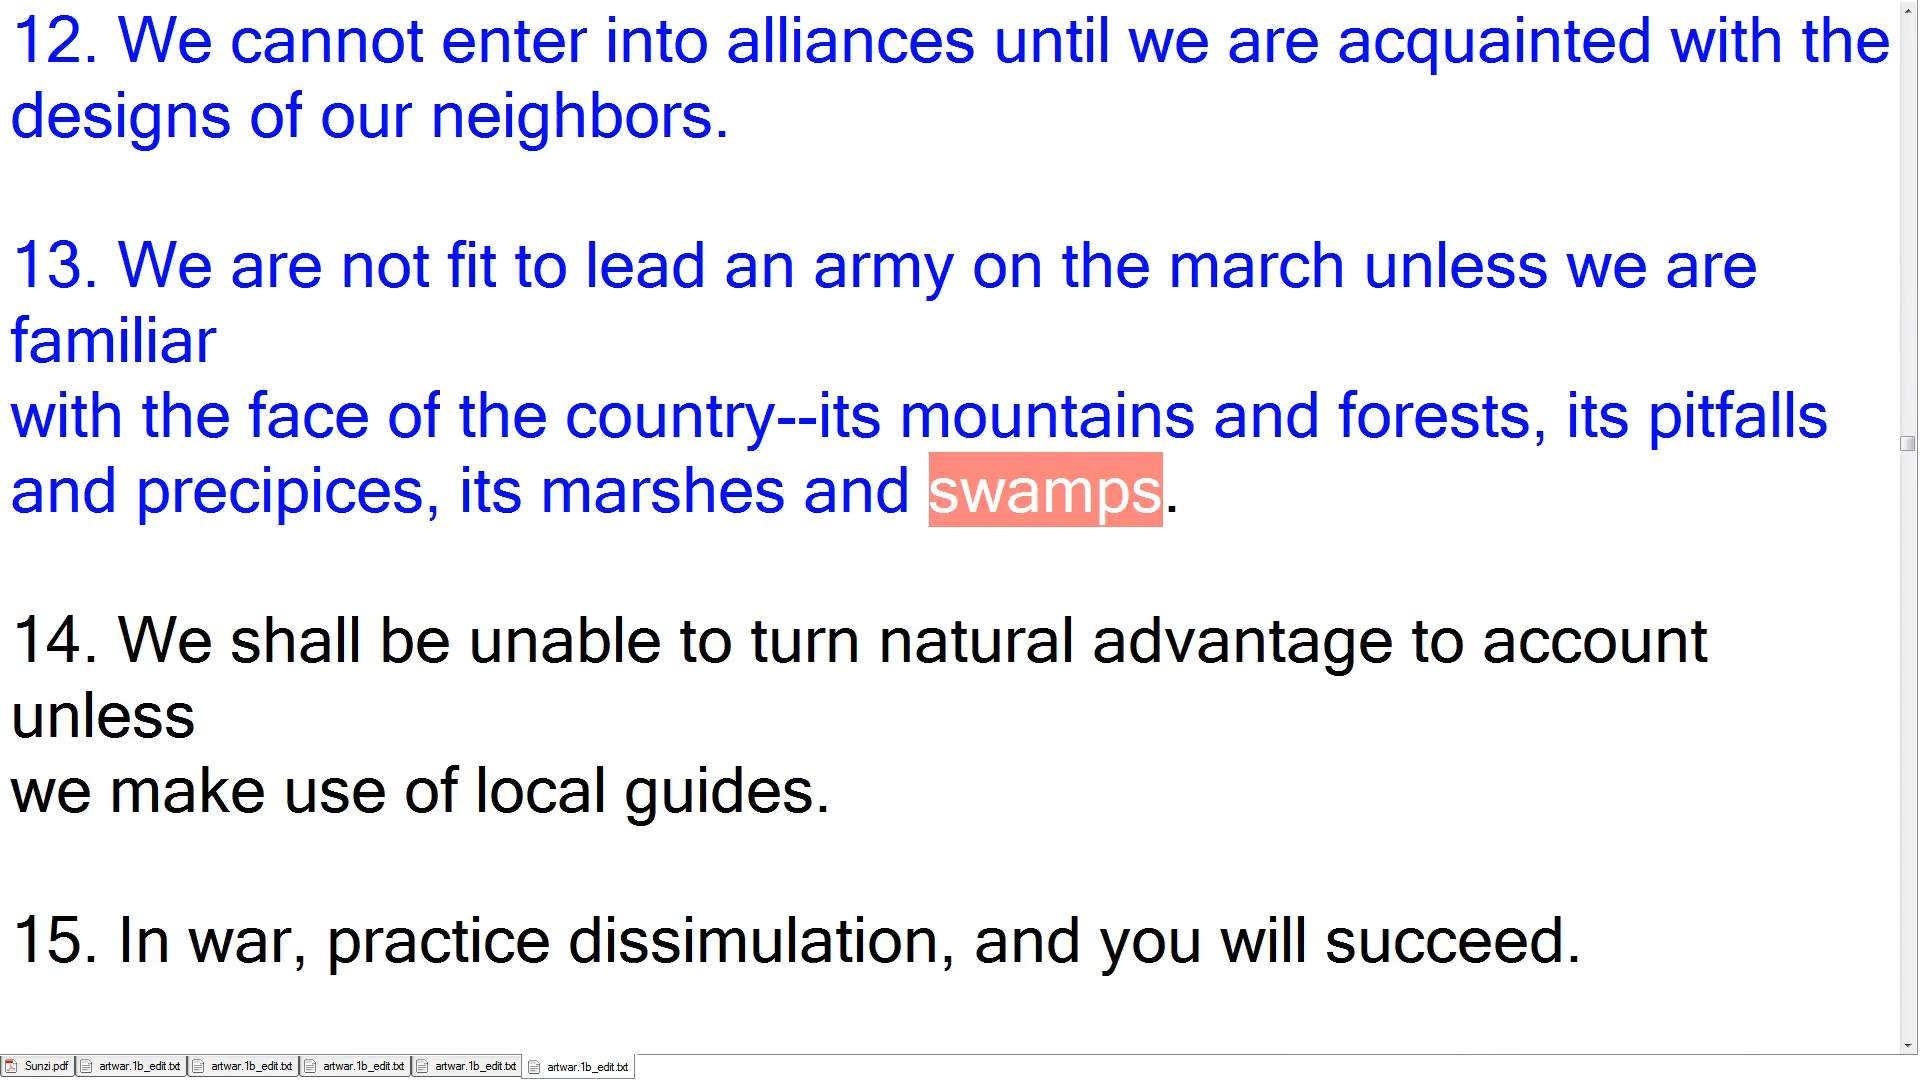 12. We cannot enter into alliances until we are acquainted with the
designs of our neighbors.
13. We are not fit to lead an army on the march unless we are
familiar
with the face of the country--its mountains and forests, its pitfalls
and precipices, its marshes and swamps.
14. We shall be unable to turn natural advantage to account
unless
we make use of local guides.
15. In war, practice dissimulation, and you will succeed.
Sunzi.pdf artwar.1b_edit.txt artwar.1b_edit.txt artwar.1b_edit.txt artwar.1b_edit.txt artwar.1b_edit.txt